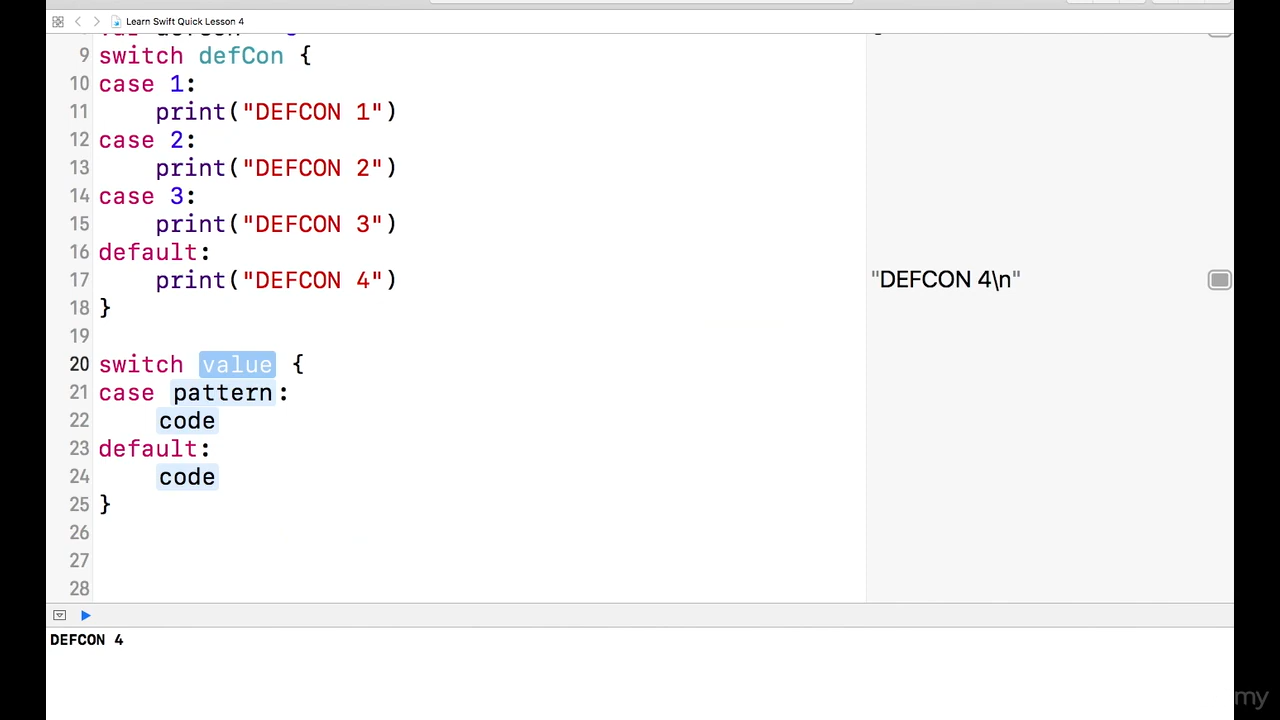 Learn Swift Quick Lesson 4
9 switch defCon {
10 case 1:
11 print("DEFCON 1")
12 case 2:
13 print("DEFCON 2")
14 case 3:
15 print("DEFCON 3")
16 default:
17 print("DEFCON 4") "DEFCON 4\n"
18 }
19
20 switch value {
21 case pattern:
22 code
23 default:
24 code
25 }
26
27
28
DEFCON 4
my